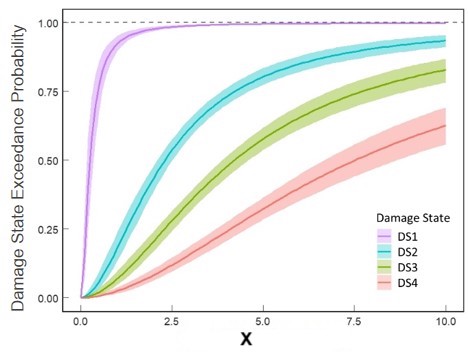 Damage State Exceedance Probability
1.00
0.75
0.50
0.25
0.00
0.0 2.5 5.0 7.5 10.0
X
Damage State
DS1
DS2
DS3
DS4